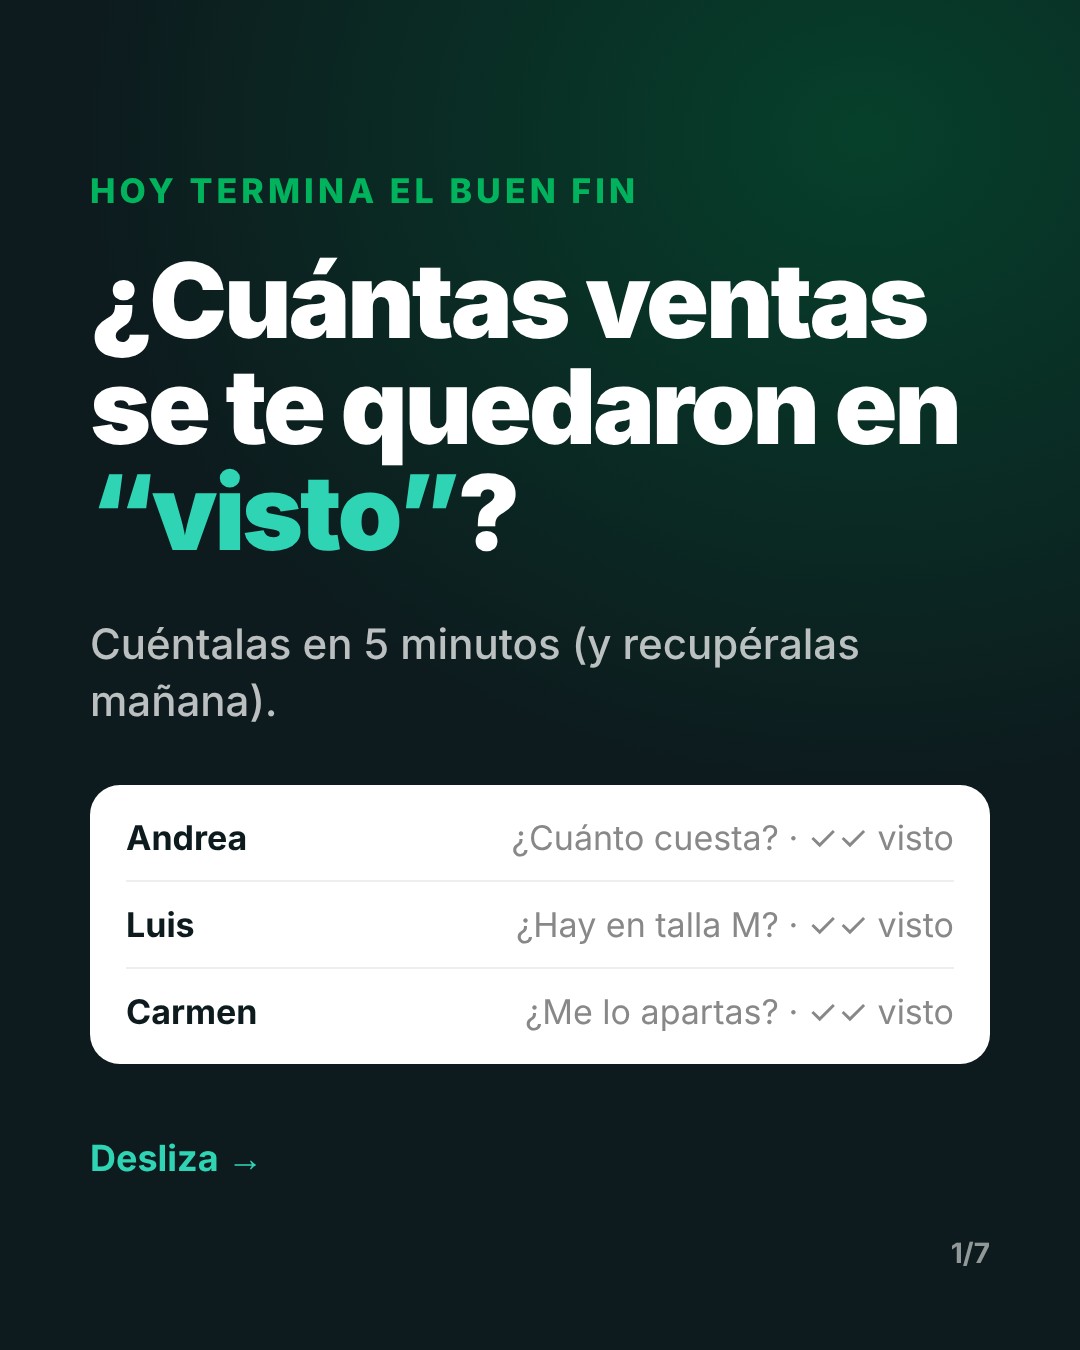 HOY TERMINA EL BUEN FIN
¿Cuántas ventas
se te quedaron en
“visto”?
Cuéntalas en 5 minutos (y recupéralas
mañana).
Andrea ¿Cuánto cuesta? · ✓✓ visto
Luis ¿Hay en talla M? · ✓✓ visto
Carmen ¿Me lo apartas? · ✓✓ visto
Desliza →
1/7